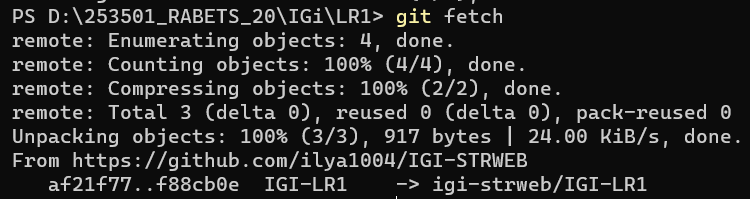 PS D:\253501_RABETS_20\IGi\LR1> git fetch
remote: Enumerating objects: 4, done.
remote: Counting objects: 100% (4/4), done.
remote: Compressing objects: 100% (2/2), done.
remote: Total 3 (delta 0), reused 0 (delta 0), pack-reused 0
Unpacking objects: 100% (3/3), 917 bytes | 24.00 KiB/s, done.
From https://github.com/ilya1004/IGI-STRWEB
   af21f77..f88cb0e  IGI-LR1    -> igi-strweb/IGI-LR1